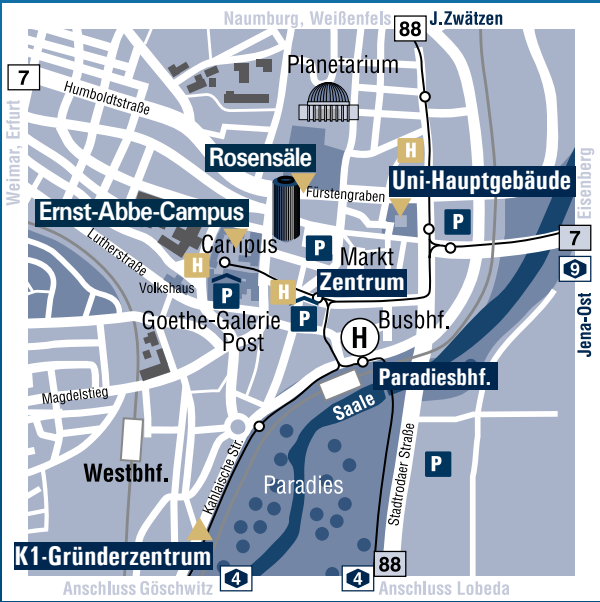 Naumburg, Weißenfels
88
J.Zwätzen
7
Planetarium
Humboldtstraße
Weimar, Erfurt
H
Rosensäle
Fürstengraben
Uni-Hauptgebäude
Eisenberg
Ernst-Abbe-Campus
Lutherstraße
Campus
P
Markt
P
7
9
H
Volkshaus
P
H
Zentrum
P
Jena-Ost
Goethe-Galerie
Post
H
Busbhf.
Paradiesbhf.
Magdelstieg
Saale
Westbhf.
Kahlaische Str.
Paradies
Stadtrodaer Straße
P
K1-Gründerzentrum
88
Anschluss Göschwitz
4
4
Anschluss Lobeda